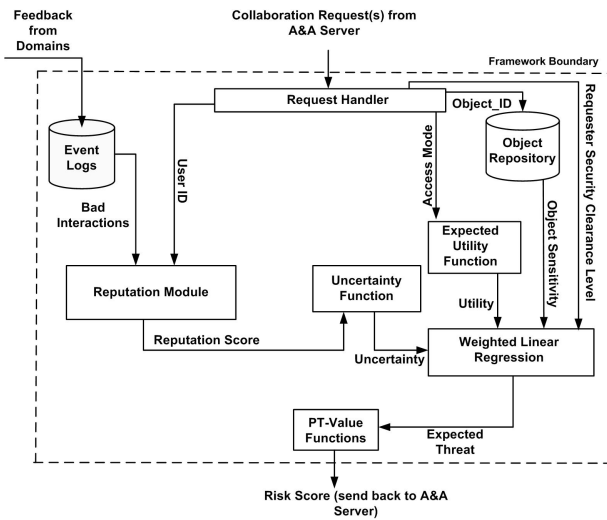 Feedback
from
Domains
Collaboration Request(s) from
A&A Server
Framework Boundary
Request Handler
Object_ID
Event
Logs
Object
Repository
User ID
Access Mode
Requester Security Clearance Level
Bad
Interactions
Expected
Utility
Function
Object Sensitivity
Reputation Module
Uncertainty
Function
Utility
Reputation Score
Uncertainty
Weighted Linear
Regression
PT-Value
Functions
Expected
Threat
Risk Score (send back to A&A
Server)